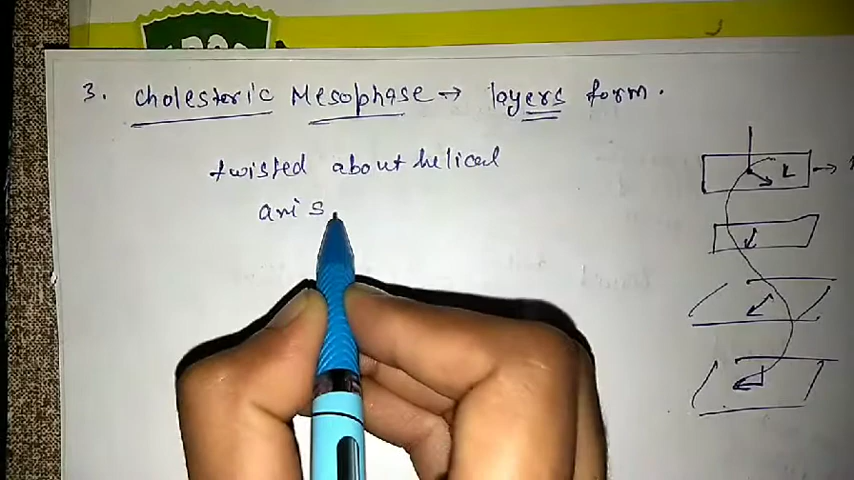 3. Cholesteric Mesophase → layers form.
twisted about helical
axis
L